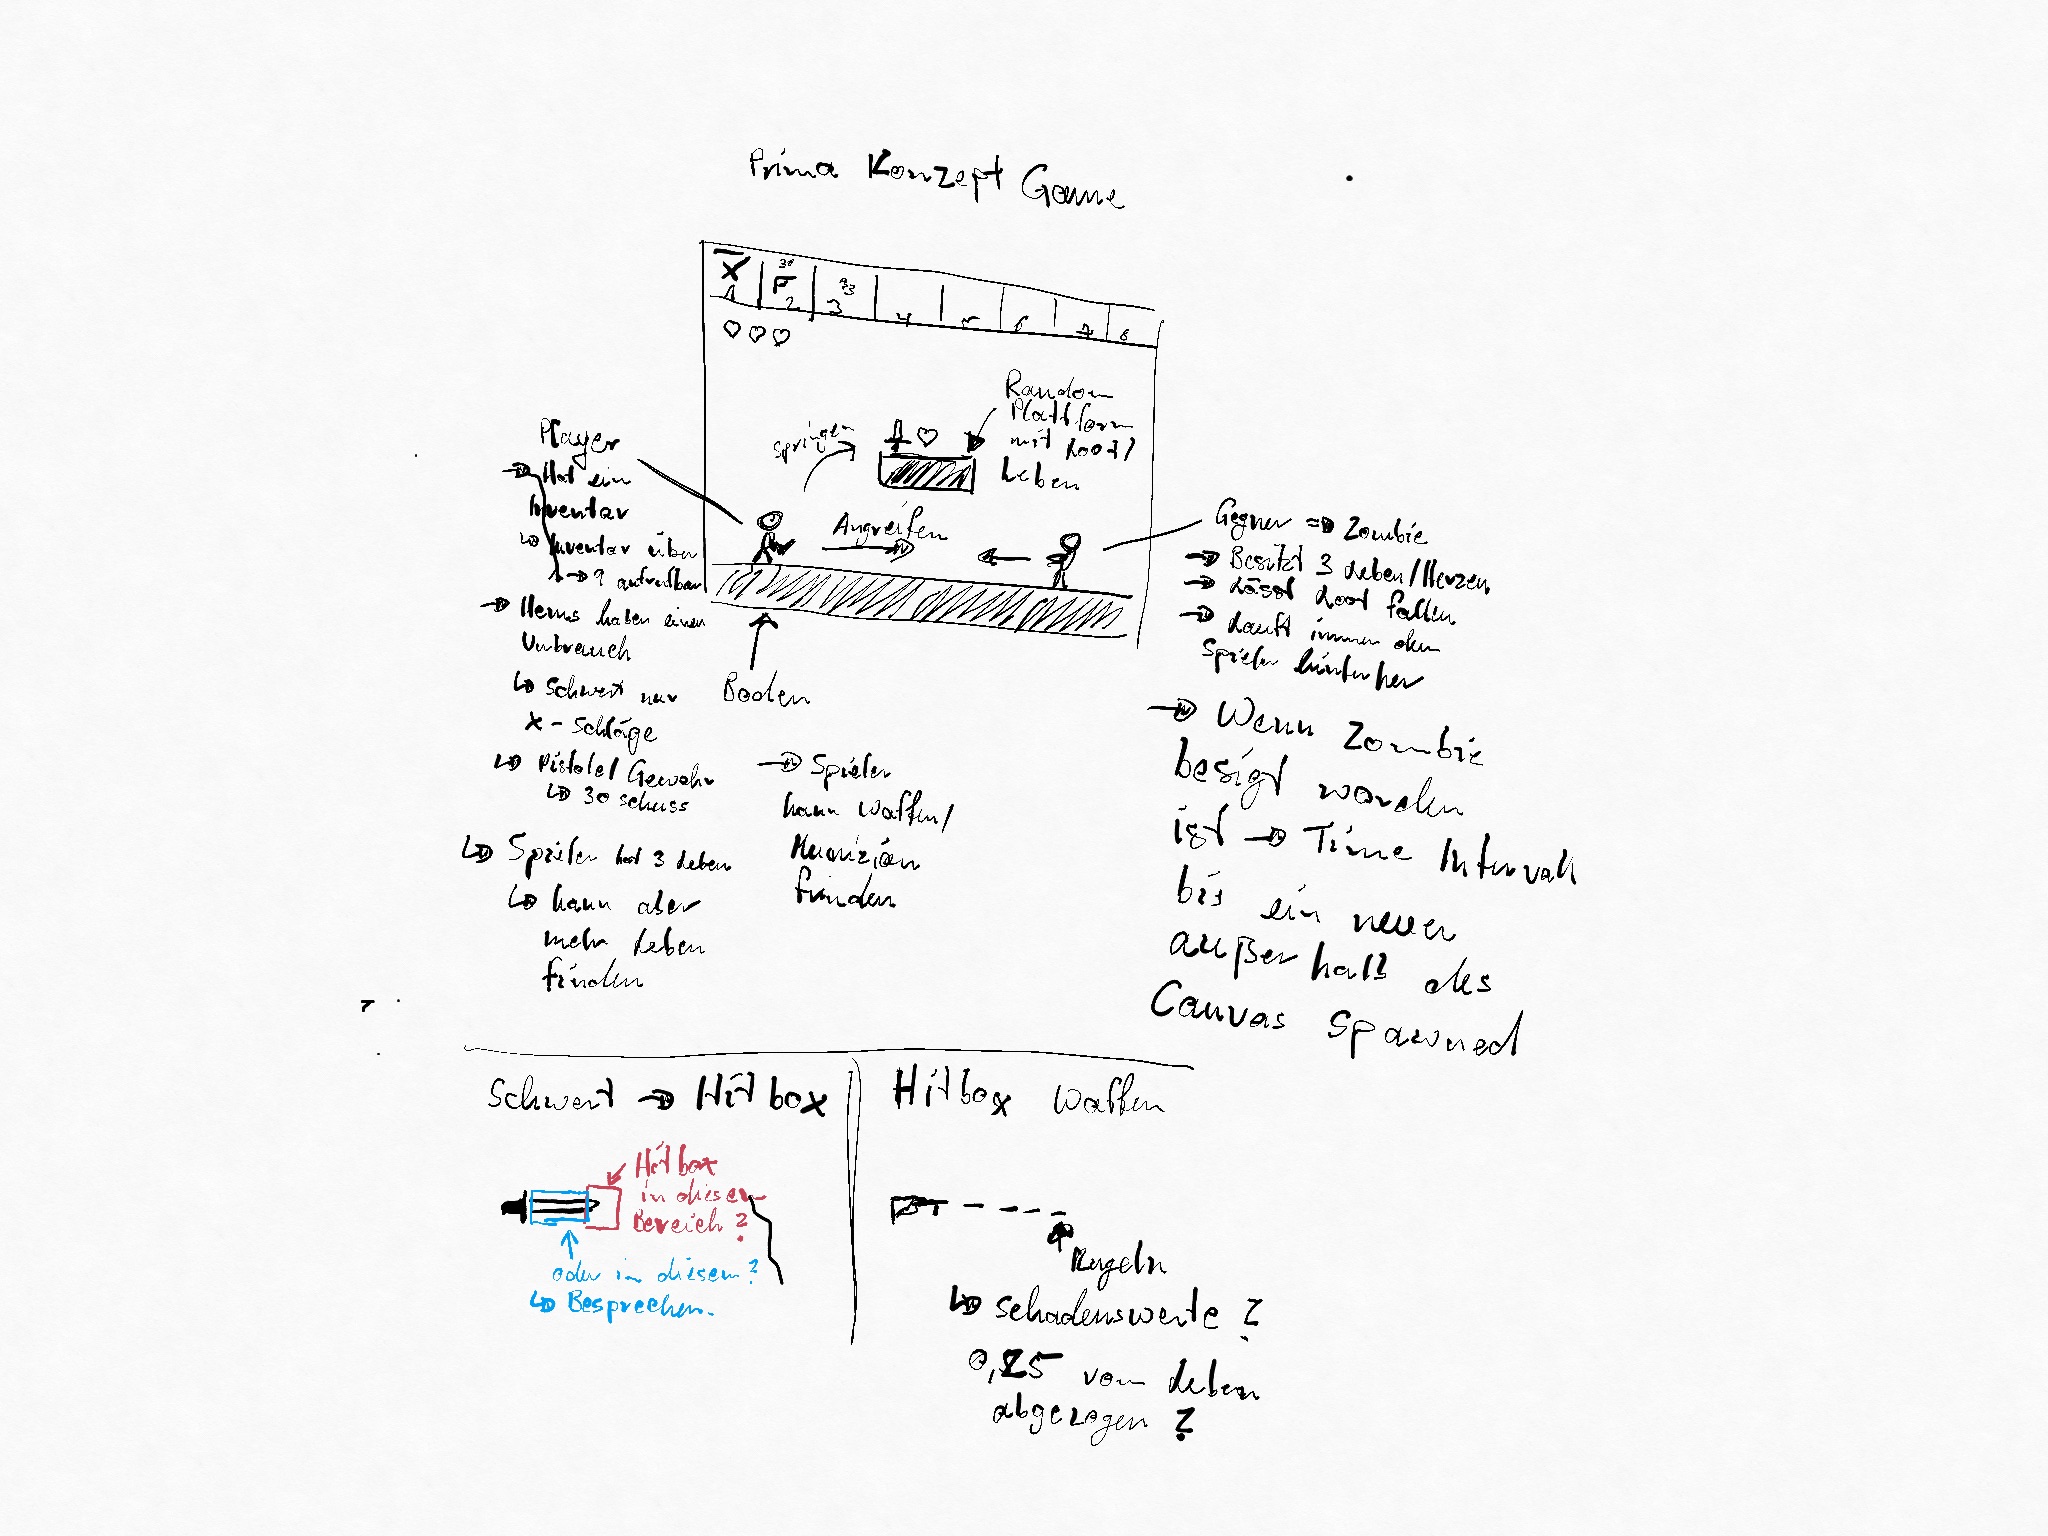 Prima Konzept Game
X
1
30
2
3
4
5
6
7
8
Random
Plattform
mit Loot/
Leben
springen
Angreifen
Player
Hat ein
Inventar
Inventar über
1 → 9 aufrufbar
Items haben einen
Verbrauch
Schwert nur
x - Schläge
Pistole/Gewehr
30 schuss
Spieler hat 3 Leben
kann aber
mehr Leben
finden
Boden
Spieler
kann Waffen/
Munizion
finden
Gegner => Zombie
→ Besitzt 3 Leben/Herzen
→ Lässt Loot fallen
→ Läuft immer dem
Spieler hinterher
→ Wenn Zombie
besigt worden
ist → Time Intervall
bis ein neuer
außerhalb des
Canvas spawned
Schwert → Hitbox
Hitbox
in diesem
Bereich?
oder in diesem?
Besprechen.
Hitbox Waffen
Kugeln
Schadenswerte?
0,25 vom Leben
abgezogen?